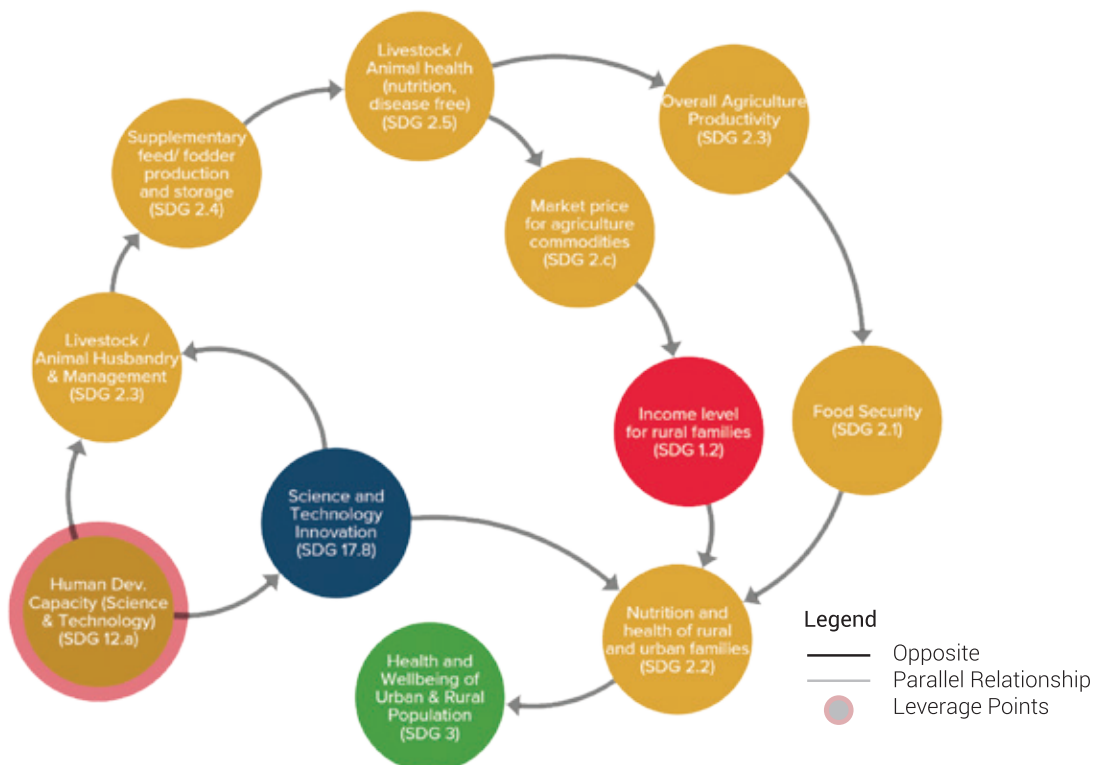 Livestock /
Animal health
(nutrition,
disease free)
(SDG 2.5)
Overall Agriculture
Productivity
(SDG 2.3)
Supplementary
feed/ fodder
production
and storage
(SDG 2.4)
Market price
for agriculture
commodities
(SDG 2.c)
Livestock /
Animal Husbandry
& Management
(SDG 2.3)
Income level
for rural families
(SDG 1.2)
Food Security
(SDG 2.1)
Science and
Technology
Innovation
(SDG 17.8)
Human Dev.
Capacity (Science
& Technology)
(SDG 12.a)
Nutrition and
health of rural
and urban families
(SDG 2.2)
Health and
Wellbeing of
Urban & Rural
Population
(SDG 3)
Legend
Opposite
Parallel Relationship
Leverage Points